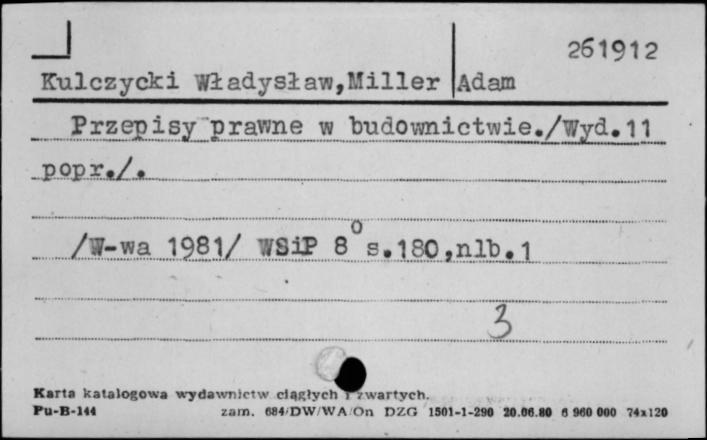 261912
Kulczycki Władysław,Miller Adam
Przepisy prawne w budownictwie./Wyd.11
popr./.
/W-wa 1981/ WSiP 8° s.180,nlb.1
3
Karta katalogowa wydawnictw ciągłych i zwartych.
Pu-B-144 zam. 684/DW/WA/On DZG 1501-1-290 20.06.80 6 960 000 74x120